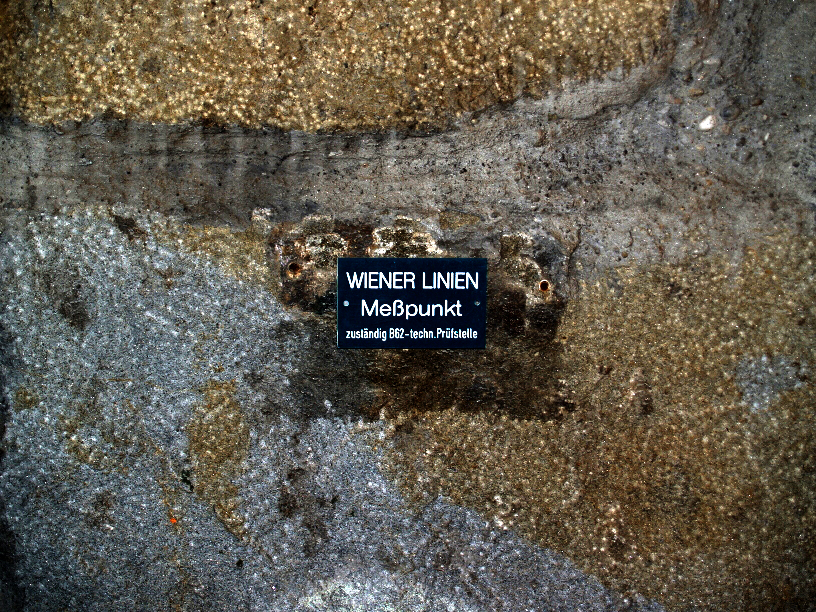 WIENER LINIEN
Meßpunkt
zuständig B62-techn.Prüfstelle